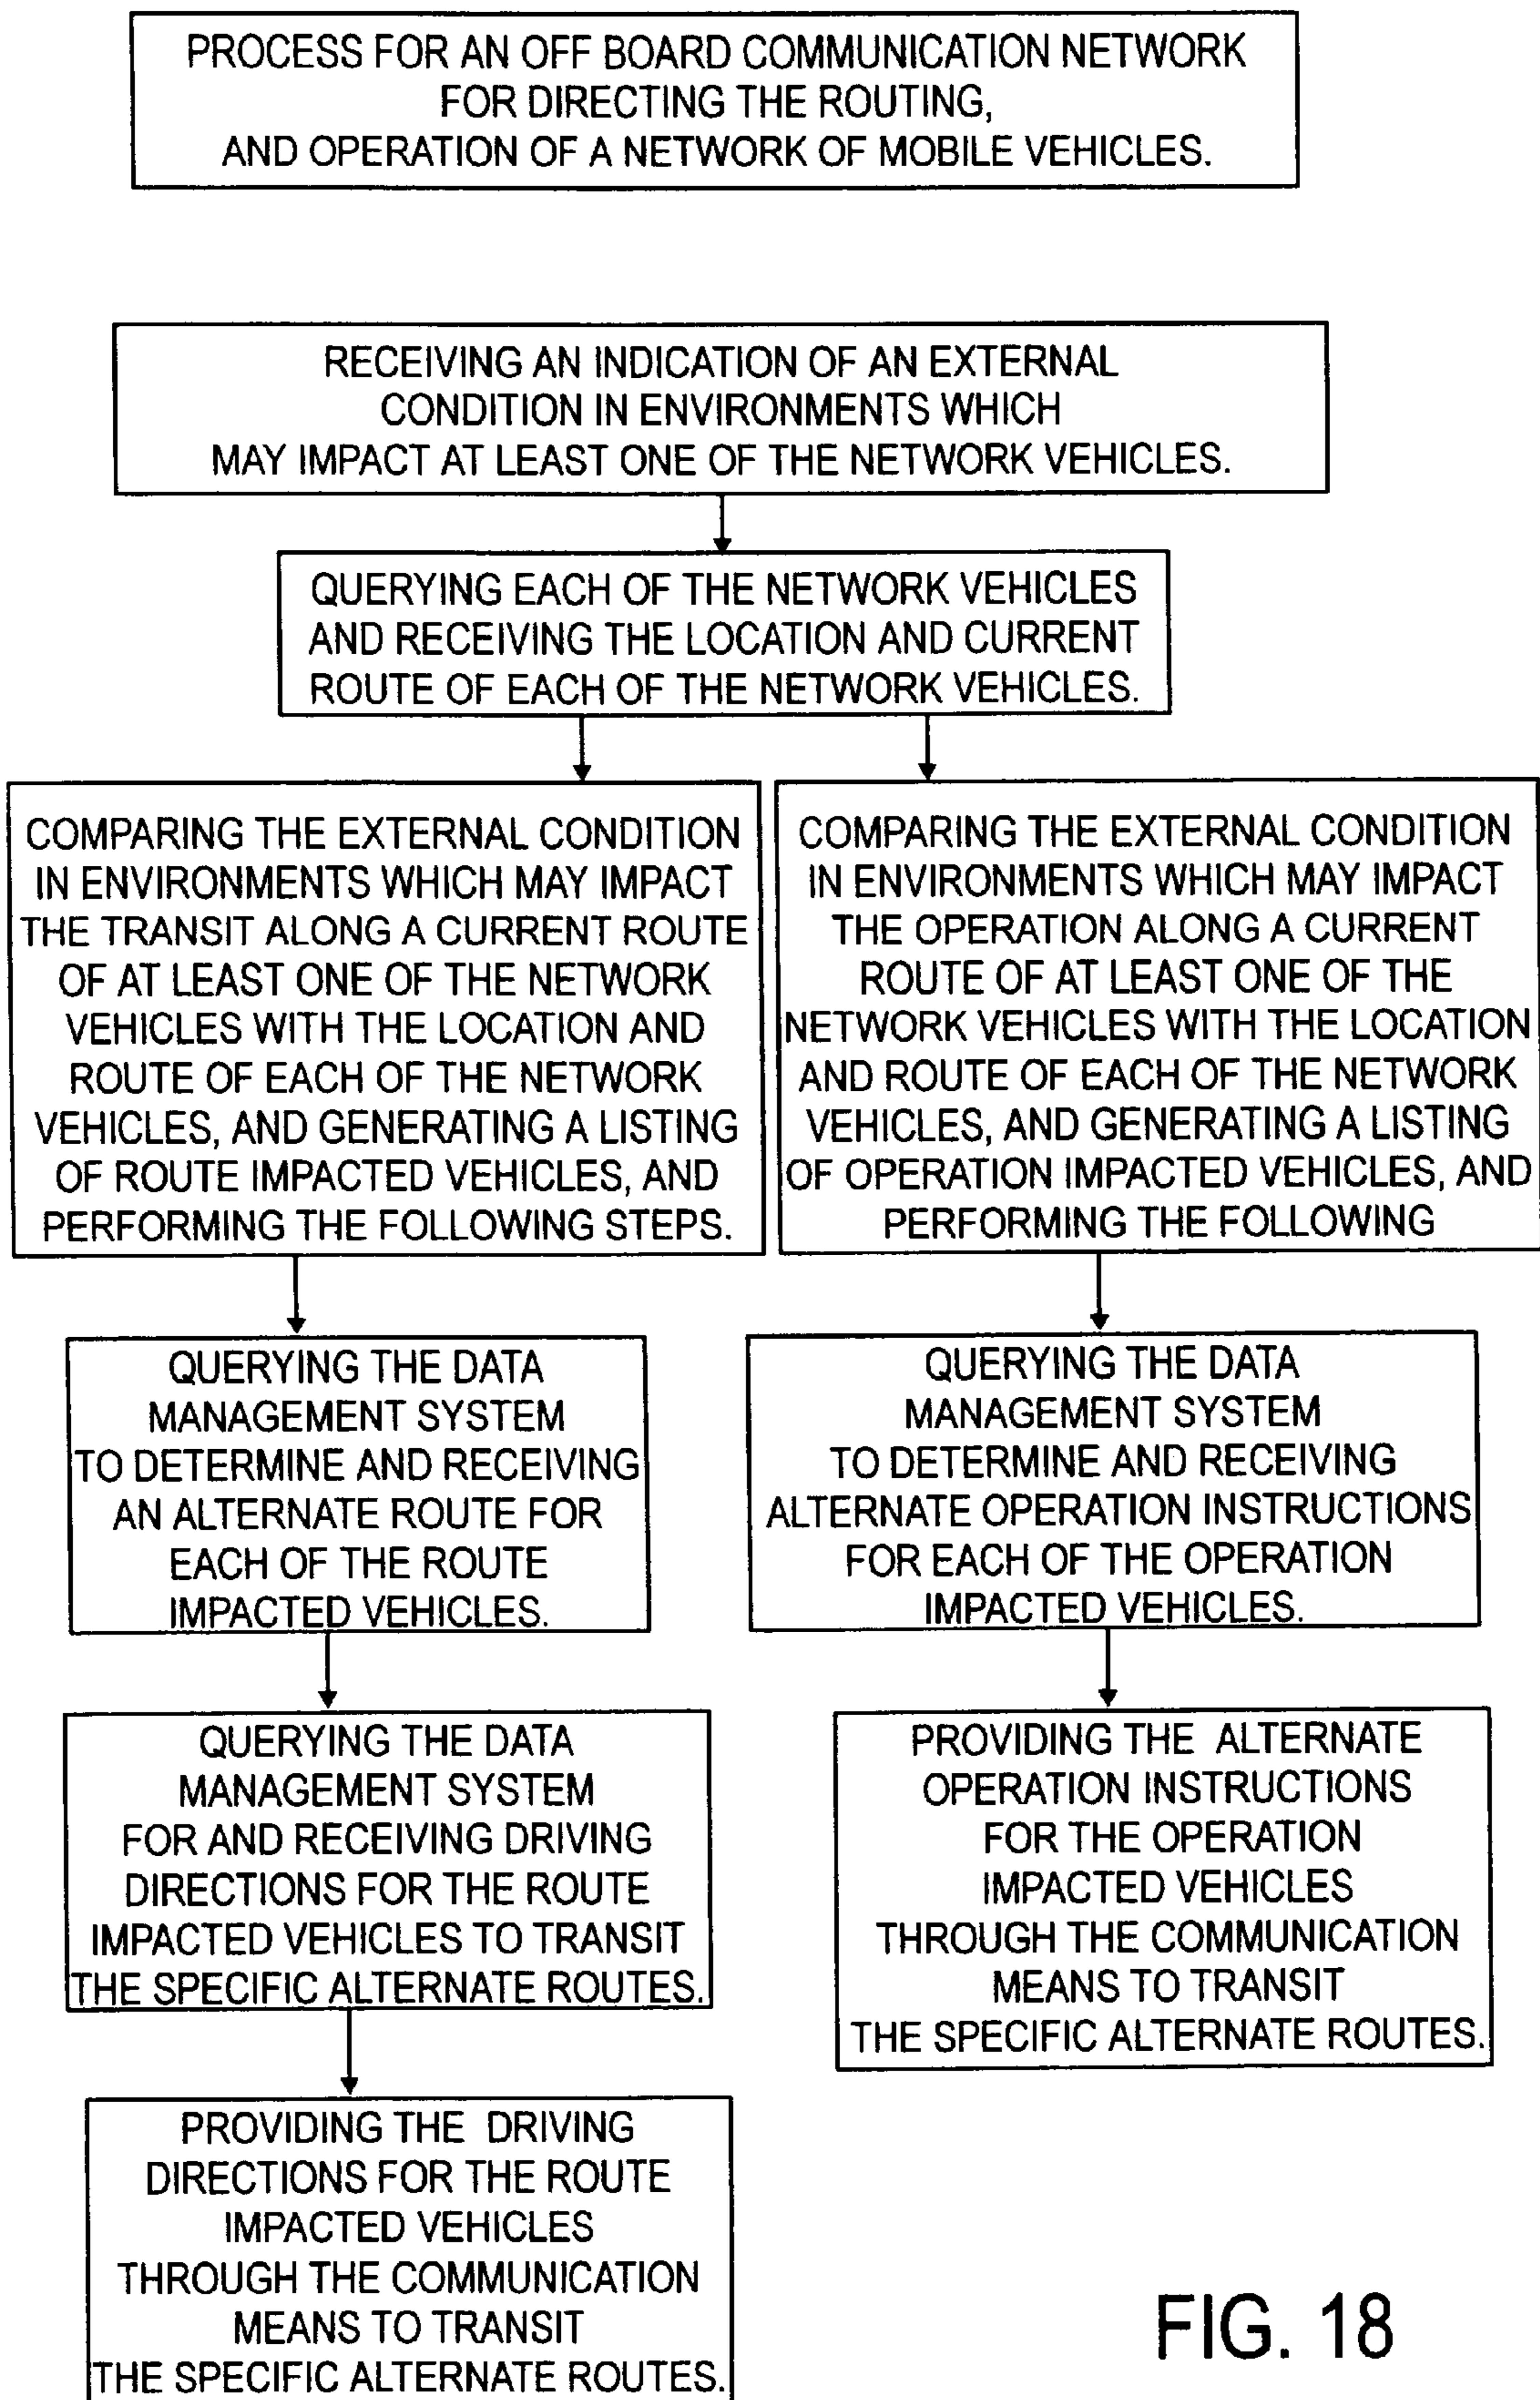 PROCESS FOR AN OFF BOARD COMMUNICATION NETWORK
FOR DIRECTING THE ROUTING,
AND OPERATION OF A NETWORK OF MOBILE VEHICLES.
RECEIVING AN INDICATION OF AN EXTERNAL
CONDITION IN ENVIRONMENTS WHICH
MAY IMPACT AT LEAST ONE OF THE NETWORK VEHICLES.
QUERYING EACH OF THE NETWORK VEHICLES
AND RECEIVING THE LOCATION AND CURRENT
ROUTE OF EACH OF THE NETWORK VEHICLES.
COMPARING THE EXTERNAL CONDITION
IN ENVIRONMENTS WHICH MAY IMPACT
THE TRANSIT ALONG A CURRENT ROUTE
OF AT LEAST ONE OF THE NETWORK
VEHICLES WITH THE LOCATION AND
ROUTE OF EACH OF THE NETWORK
VEHICLES, AND GENERATING A LISTING
OF ROUTE IMPACTED VEHICLES, AND
PERFORMING THE FOLLOWING STEPS.
COMPARING THE EXTERNAL CONDITION
IN ENVIRONMENTS WHICH MAY IMPACT
THE OPERATION ALONG A CURRENT
ROUTE OF AT LEAST ONE OF THE
NETWORK VEHICLES WITH THE LOCATION
AND ROUTE OF EACH OF THE NETWORK
VEHICLES, AND GENERATING A LISTING
OF OPERATION IMPACTED VEHICLES, AND
PERFORMING THE FOLLOWING
QUERYING THE DATA
MANAGEMENT SYSTEM
TO DETERMINE AND RECEIVING
AN ALTERNATE ROUTE FOR
EACH OF THE ROUTE
IMPACTED VEHICLES.
QUERYING THE DATA
MANAGEMENT SYSTEM
TO DETERMINE AND RECEIVING
ALTERNATE OPERATION INSTRUCTIONS
FOR EACH OF THE OPERATION
IMPACTED VEHICLES.
QUERYING THE DATA
MANAGEMENT SYSTEM
FOR AND RECEIVING DRIVING
DIRECTIONS FOR THE ROUTE
IMPACTED VEHICLES TO TRANSIT
THE SPECIFIC ALTERNATE ROUTES.
PROVIDING THE ALTERNATE
OPERATION INSTRUCTIONS
FOR THE OPERATION
IMPACTED VEHICLES
THROUGH THE COMMUNICATION
MEANS TO TRANSIT
THE SPECIFIC ALTERNATE ROUTES.
PROVIDING THE DRIVING
DIRECTIONS FOR THE ROUTE
IMPACTED VEHICLES
THROUGH THE COMMUNICATION
MEANS TO TRANSIT
THE SPECIFIC ALTERNATE ROUTES.
FIG. 18